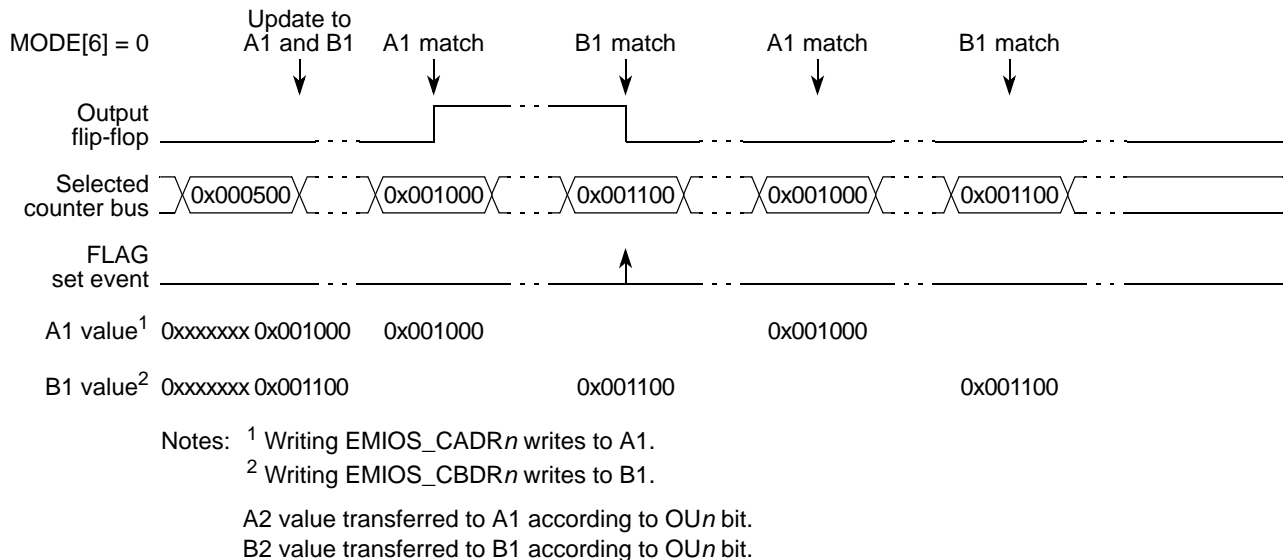 Update to
MODE[6] = 0 A1 and B1 A1 match B1 match A1 match B1 match
Output
flip-flop
Selected
counter bus 0x000500 0x001000 0x001100 0x001000 0x001100
FLAG
set event
A1 value1 0xxxxxxx 0x001000 0x001000 0x001000
B1 value2 0xxxxxxx 0x001100 0x001100 0x001100
Notes: 1 Writing EMIOS_CADRn writes to A1.
2 Writing EMIOS_CBDRn writes to B1.
A2 value transferred to A1 according to OUn bit.
B2 value transferred to B1 according to OUn bit.